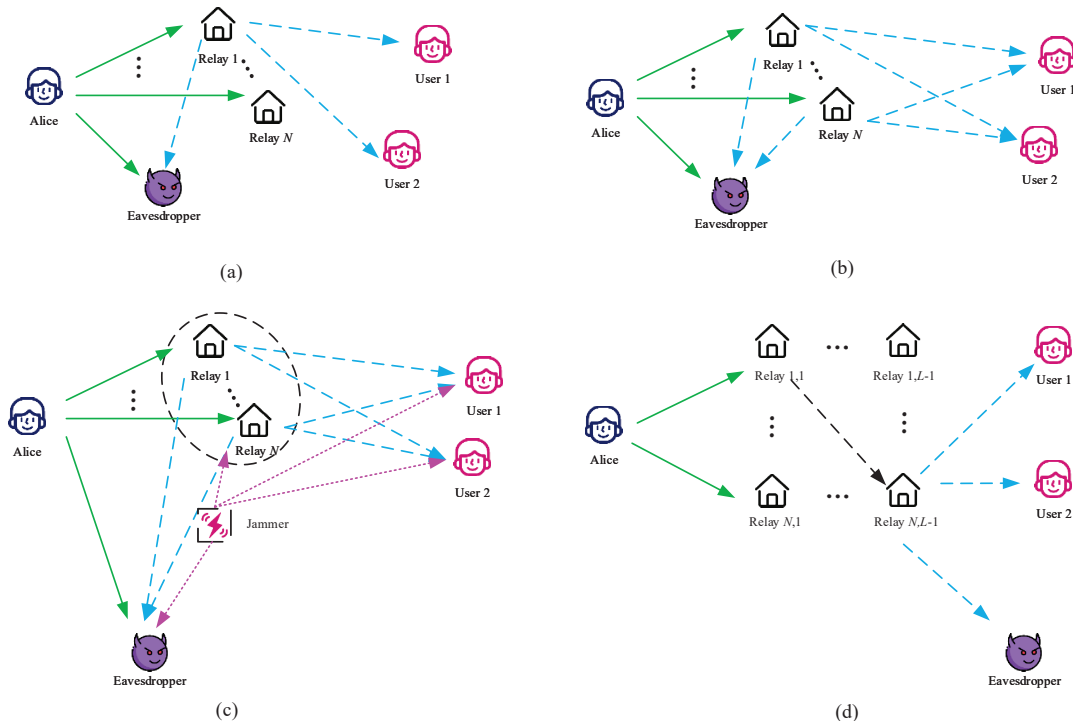 Relay 1
User 1
Alice
Relay N
User 2
Eavesdropper
(a)
Relay 1
User 1
Alice
Relay N
User 2
Eavesdropper
(b)
Relay 1
User 1
Alice
Relay N
User 2
Jammer
Eavesdropper
(c)
Relay 1,1
Relay 1,L-1
User 1
Alice
Relay N,1
Relay N,L-1
User 2
Eavesdropper
(d)